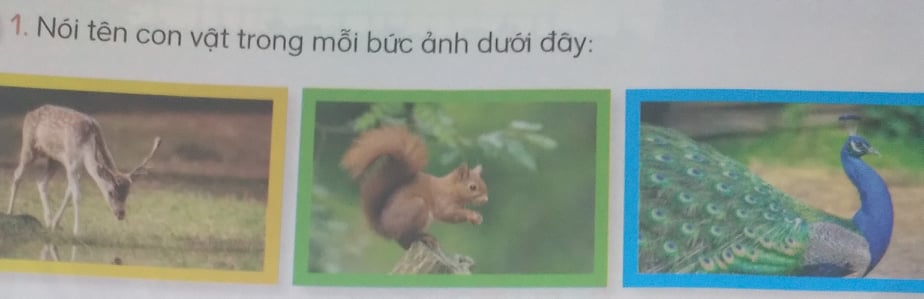 1. Nói tên con vật trong mỗi bức ảnh dưới đây: